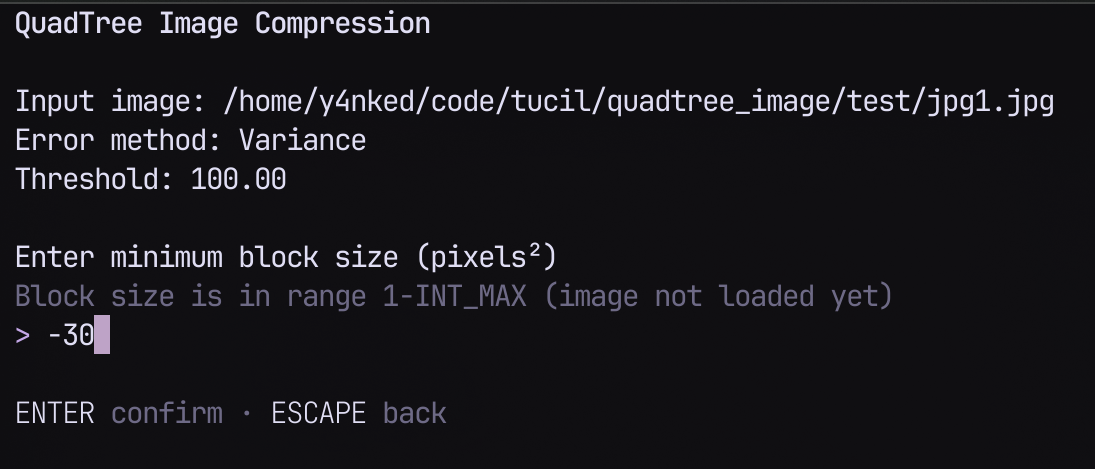 QuadTree Image Compression
Input image: /home/y4nked/code/tucil/quadtree_image/test/jpg1.jpg
Error method: Variance
Threshold: 100.00
Enter minimum block size (pixels²)
Block size is in range 1-INT_MAX (image not loaded yet)
> -30
ENTER confirm · ESCAPE back